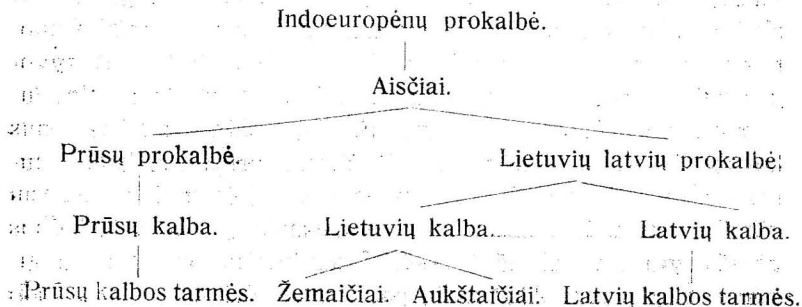 Indoeuropėnų prokalbė.
Aisčiai.
Prūsų prokalbė. Lietuvių latvių prokalbė.
Prūsų kalba. Lietuvių kalba. Latvių kalba.
Prūsų kalbos tarmės. Žemaičiai. Aukštaičiai. Latvių kalbos tarmės.